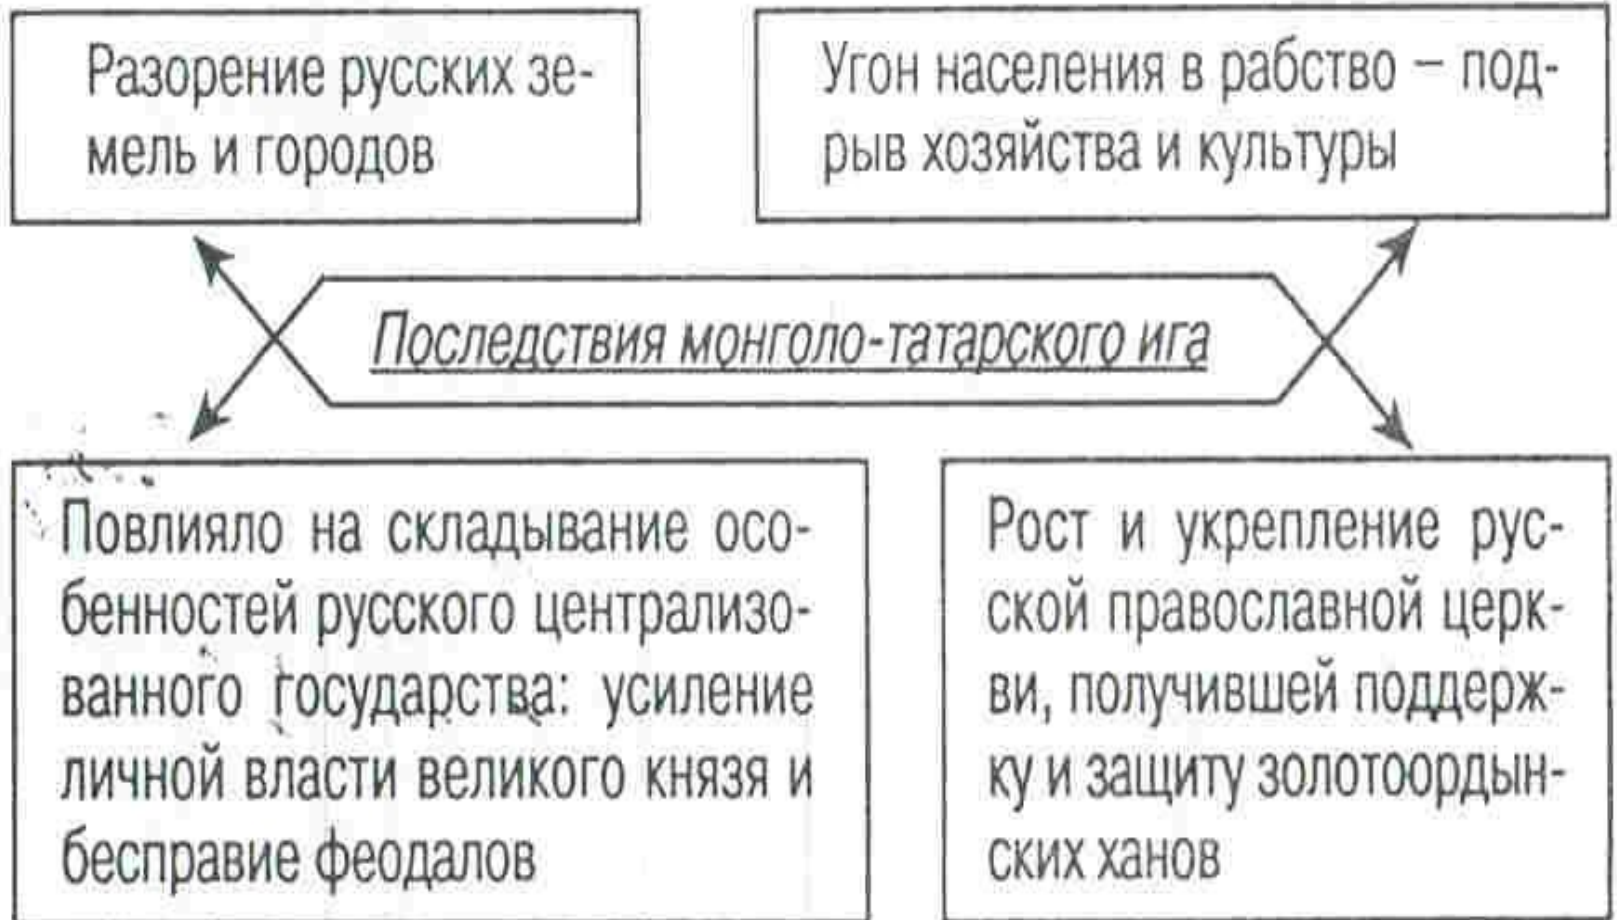 Разорение русских зе-
мель и городов
Угон населения в рабство – под-
рыв хозяйства и культуры
Последствия монголо-татарского ига
Повлияло на складывание осо-
бенностей русского централизо-
ванного государства: усиление
личной власти великого князя и
бесправие феодалов
Рост и укрепление рус-
ской православной церк-
ви, получившей поддерж-
ку и защиту золотоордын-
ских ханов